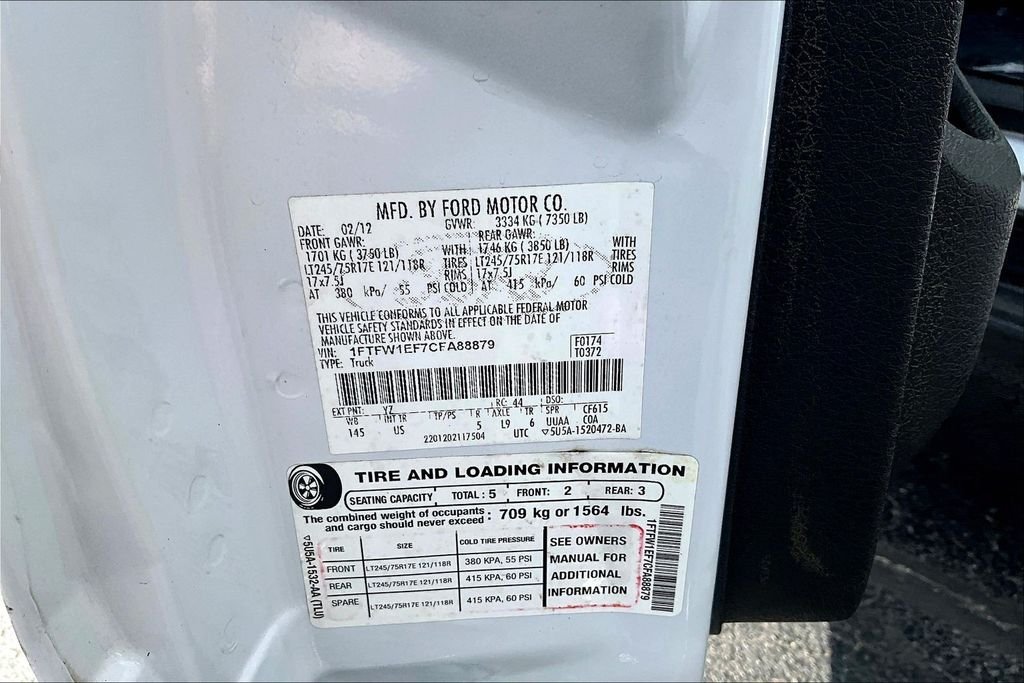 MFD. BY FORD MOTOR CO.
DATE: 02/12 GVWR: 3334 KG ( 7350 LB)
FRONT GAWR: REAR GAWR:
1701 KG ( 3750 LB) WITH 1746 KG ( 3850 LB) WITH
LT245/75R17E 121/118R TIRES LT245/75R17E 121/118R TIRES
17x7.5J RIMS 17x7.5J RIMS
AT 380 kPa/ 55 PSI COLD AT 415 kPa/ 60 PSI COLD
THIS VEHICLE CONFORMS TO ALL APPLICABLE FEDERAL MOTOR
VEHICLE SAFETY STANDARDS IN EFFECT ON THE DATE OF
MANUFACTURE SHOWN ABOVE.
VIN: 1FTFW1EF7CFA88879 F0174
TYPE: Truck T0372
EXT PNT: YZ RC: 44 DSO:
WB INT TR TP/PS R AXLE TR SPR CF615
145 US 5 L9 6 UUAA COA
2201202117504 UTC ▽5U5A-1520472-BA
TIRE AND LOADING INFORMATION
SEATING CAPACITY TOTAL : 5 FRONT: 2 REAR: 3
The combined weight of occupants : 709 kg or 1564 lbs.
and cargo should never exceed
TIRE SIZE COLD TIRE PRESSURE
FRONT LT245/75R17E 121/118R 380 KPA, 55 PSI
REAR LT245/75R17E 121/118R 415 KPA, 60 PSI
SPARE LT245/75R17E 121/118R 415 KPA, 60 PSI
SEE OWNERS
MANUAL FOR
ADDITIONAL
INFORMATION
▽5U5A-1532-AA (TLU)
1FTFW1EF7CFA88879